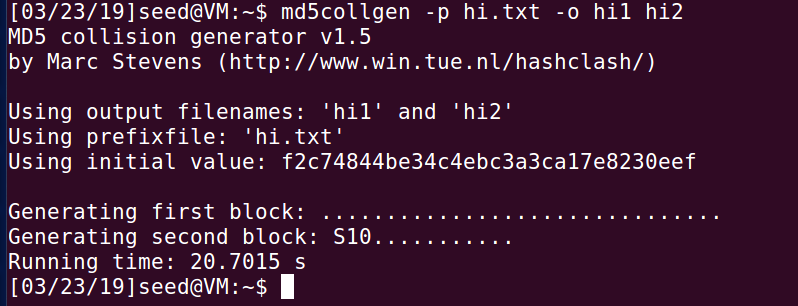 [03/23/19]seed@VM:~$ md5collgen -p hi.txt -o hi1 hi2
MD5 collision generator v1.5
by Marc Stevens (http://www.win.tue.nl/hashclash/)
Using output filenames: 'hi1' and 'hi2'
Using prefixfile: 'hi.txt'
Using initial value: f2c74844be34c4ebc3a3ca17e8230eef
Generating first block: ...............................
Generating second block: S10...........
Running time: 20.7015 s
[03/23/19]seed@VM:~$